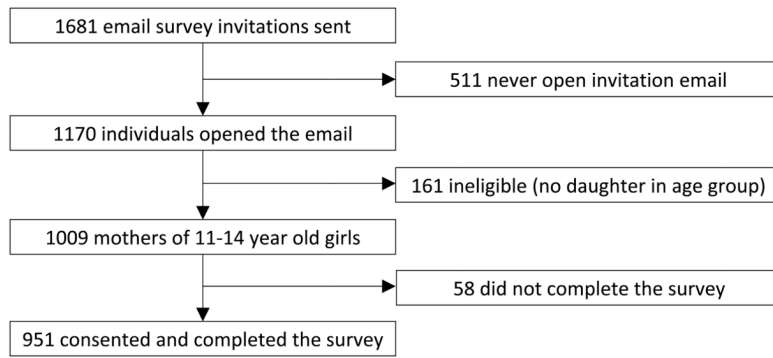 1681 email survey invitations sent
511 never open invitation email
1170 individuals opened the email
161 ineligible (no daughter in age group)
1009 mothers of 11-14 year old girls
58 did not complete the survey
951 consented and completed the survey